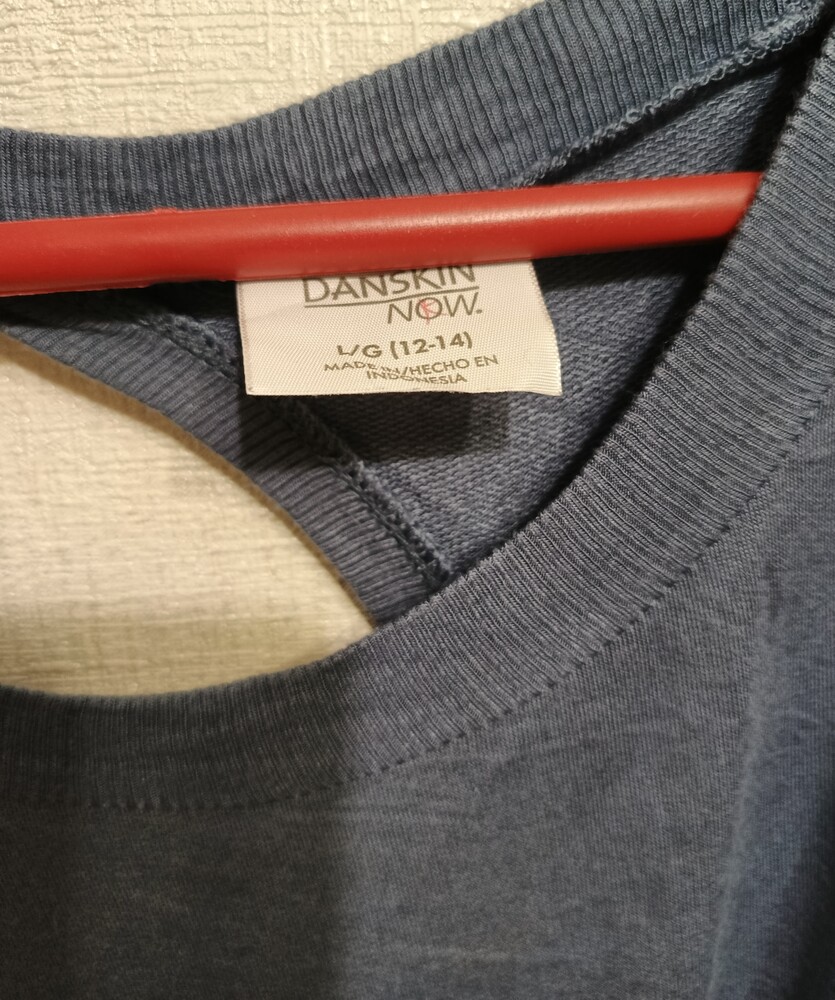 DANSKIN
NOW.
L/G (12-14)
MADE IN/HECHO EN
INDONESIA